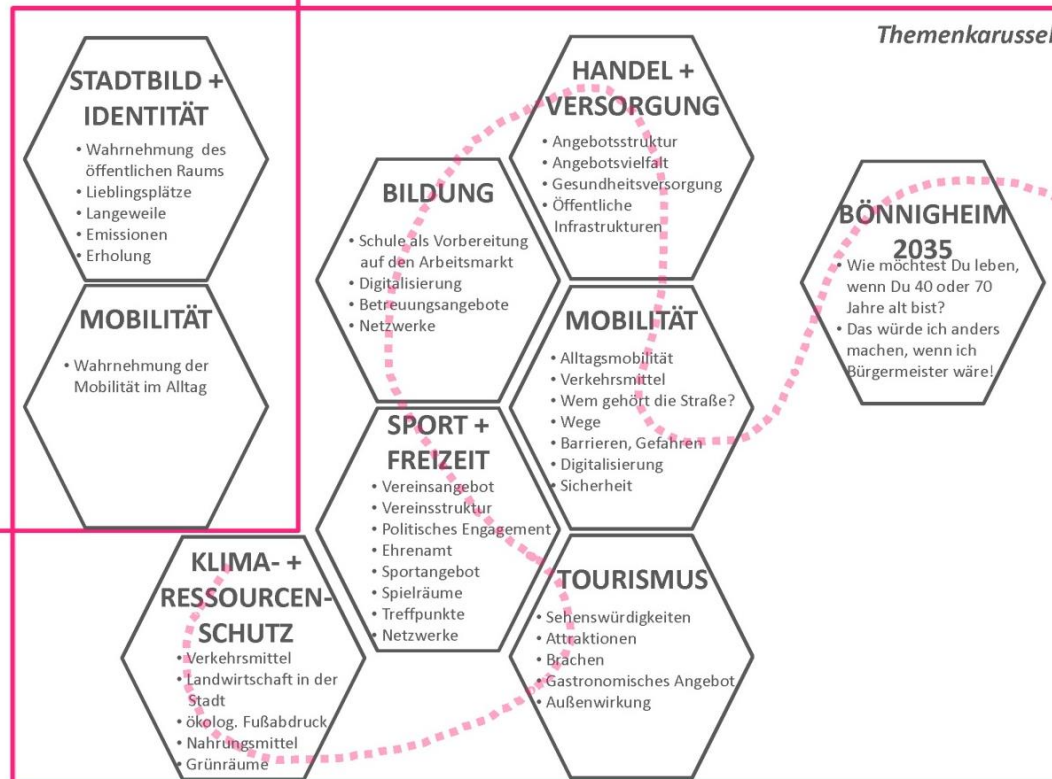 Themenkarussel
STADTBILD +
IDENTITÄT
• Wahrnehmung des
öffentlichen Raums
• Lieblingsplätze
• Langeweile
• Emissionen
• Erholung
MOBILITÄT
• Wahrnehmung der
Mobilität im Alltag
BILDUNG
• Schule als Vorbereitung
auf den Arbeitsmarkt
• Digitalisierung
• Betreuungsangebote
• Netzwerke
HANDEL +
VERSORGUNG
• Angebotsstruktur
• Angebotsvielfalt
• Gesundheitsversorgung
• Öffentliche
Infrastrukturen
MOBILITÄT
• Alltagsmobilität
• Verkehrsmittel
• Wem gehört die Straße?
• Wege
• Barrieren, Gefahren
• Digitalisierung
• Sicherheit
BÖNNIGHEIM
2035
• Wie möchtest Du leben,
wenn Du 40 oder 70
Jahre alt bist?
• Das würde ich anders
machen, wenn ich
Bürgermeister wäre!
SPORT +
FREIZEIT
• Vereinsangebot
• Vereinsstruktur
• Politisches Engagement
• Ehrenamt
• Sportangebot
• Spielräume
• Treffpunkte
• Netzwerke
KLIMA- +
RESSOURCEN-
SCHUTZ
• Verkehrsmittel
• Landwirtschaft in der
Stadt
• ökolog. Fußabdruck
• Nahrungsmittel
• Grünräume
TOURISMUS
• Sehenswürdigkeiten
• Attraktionen
• Brachen
• Gastronomisches Angebot
• Außenwirkung